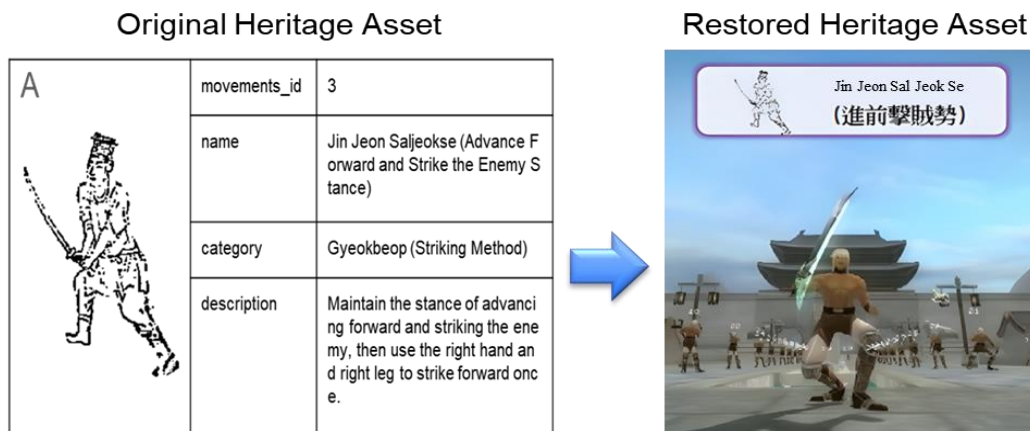 Original Heritage Asset
Restored Heritage Asset
A
movements_id
3
name
Jin Jeon Saljeokse (Advance F
orward and Strike the Enemy S
tance)
category
Gyeokbeop (Striking Method)
description
Maintain the stance of advanci
ng forward and striking the ene
my, then use the right hand an
d right leg to strike forward onc
e.
Jin Jeon Sal Jeok Se
(進前擊賊勢)